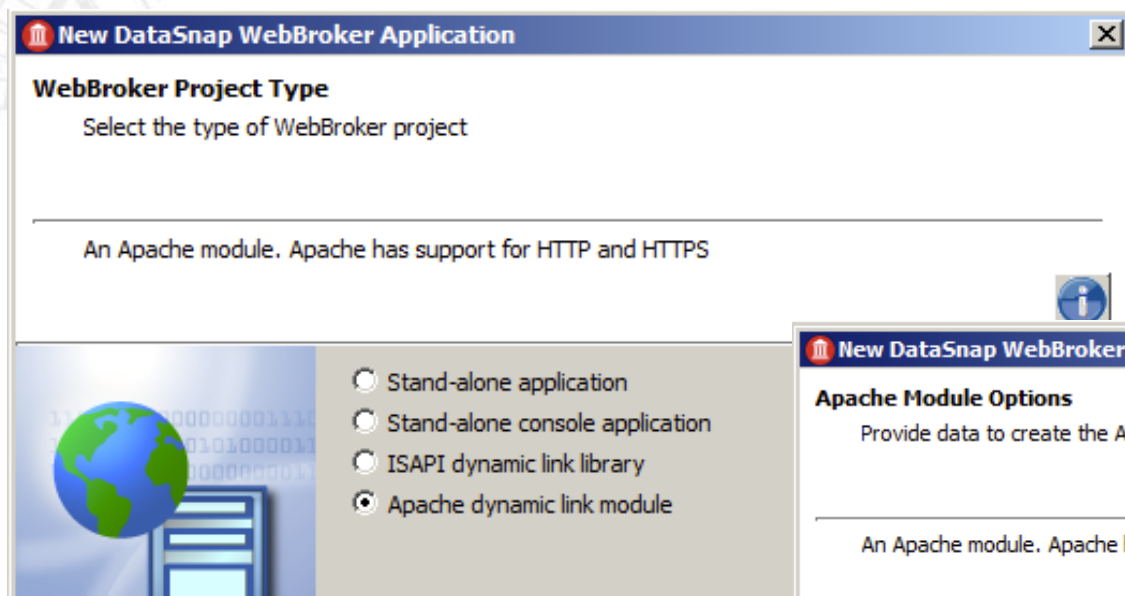 New DataSnap WebBroker Application
WebBroker Project Type
Select the type of WebBroker project
An Apache module. Apache has support for HTTP and HTTPS
Stand-alone application
Stand-alone console application
ISAPI dynamic link library
Apache dynamic link module
New DataSnap WebBroker
Apache Module Options
Provide data to create the A
An Apache module. Apache